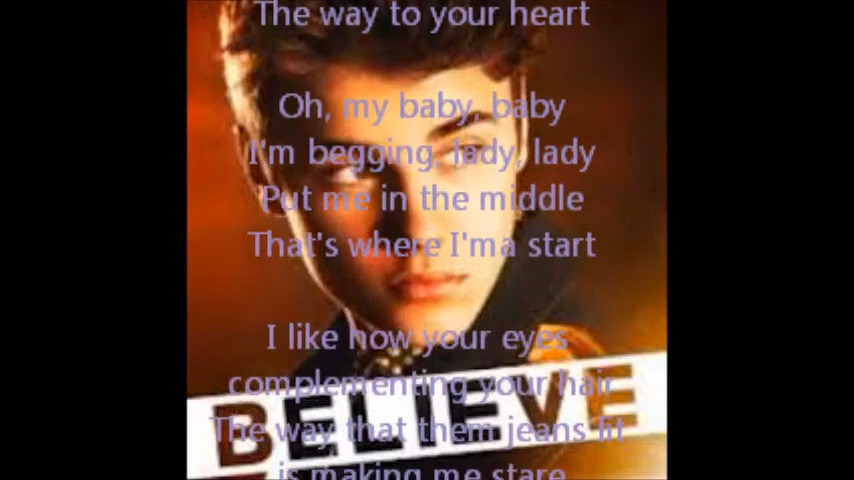 The way to your heart
Oh, my baby, baby
I'm begging, lady, lady
Put me in the middle
That's where I'ma start
I like how your eyes
complementing your hair
BELIEVE
The way that them jeans fit
is making me stare